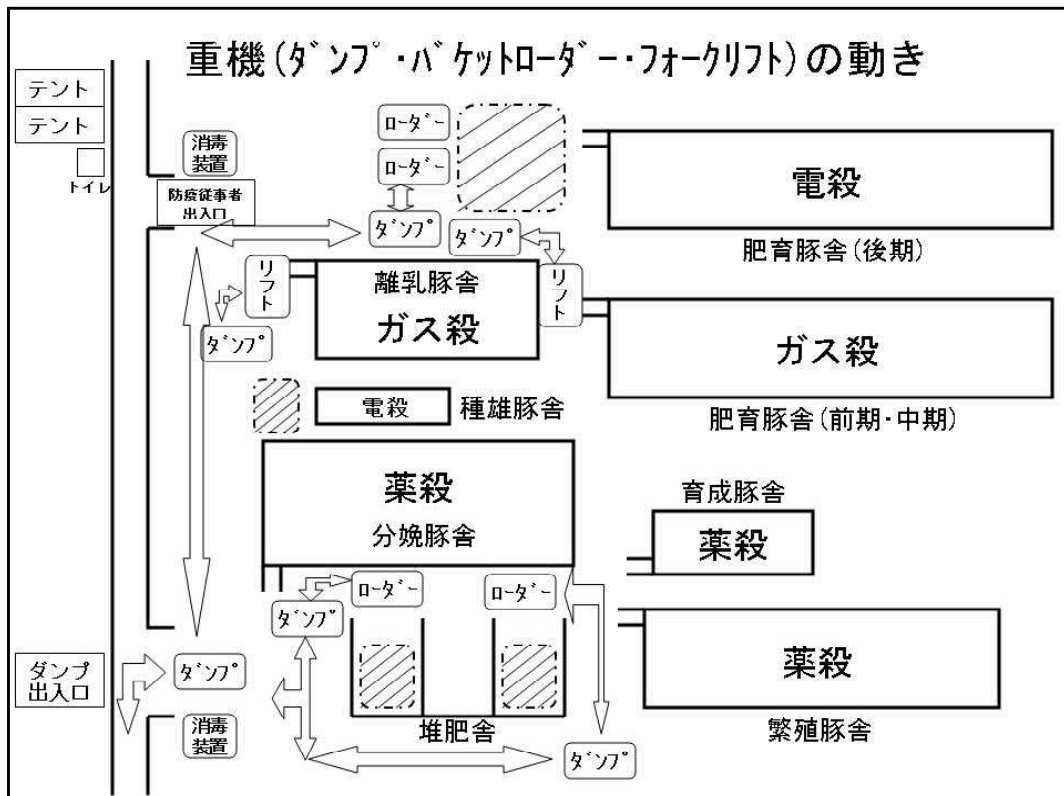 重機(ﾀﾞﾝﾌﾟ・ﾊﾞｹｯﾄﾛｰﾀﾞｰ・ﾌｫｰｸﾘﾌﾄ)の動き
テント
テント
トイレ
消毒
装置
防疫従事者
出入口
ﾛｰﾀﾞｰ
ﾛｰﾀﾞｰ
ﾀﾞﾝﾌﾟ
ﾀﾞﾝﾌﾟ
電殺
肥育豚舎(後期)
リフト
離乳豚舎
ガス殺
リフト
ﾀﾞﾝﾌﾟ
ガス殺
肥育豚舎(前期・中期)
電殺
種雄豚舎
薬殺
分娩豚舎
育成豚舎
薬殺
ﾛｰﾀﾞｰ
ﾛｰﾀﾞｰ
ﾀﾞﾝﾌﾟ
薬殺
繁殖豚舎
ダンプ
出入口
ﾀﾞﾝﾌﾟ
消毒
装置
堆肥舎
ﾀﾞﾝﾌﾟ